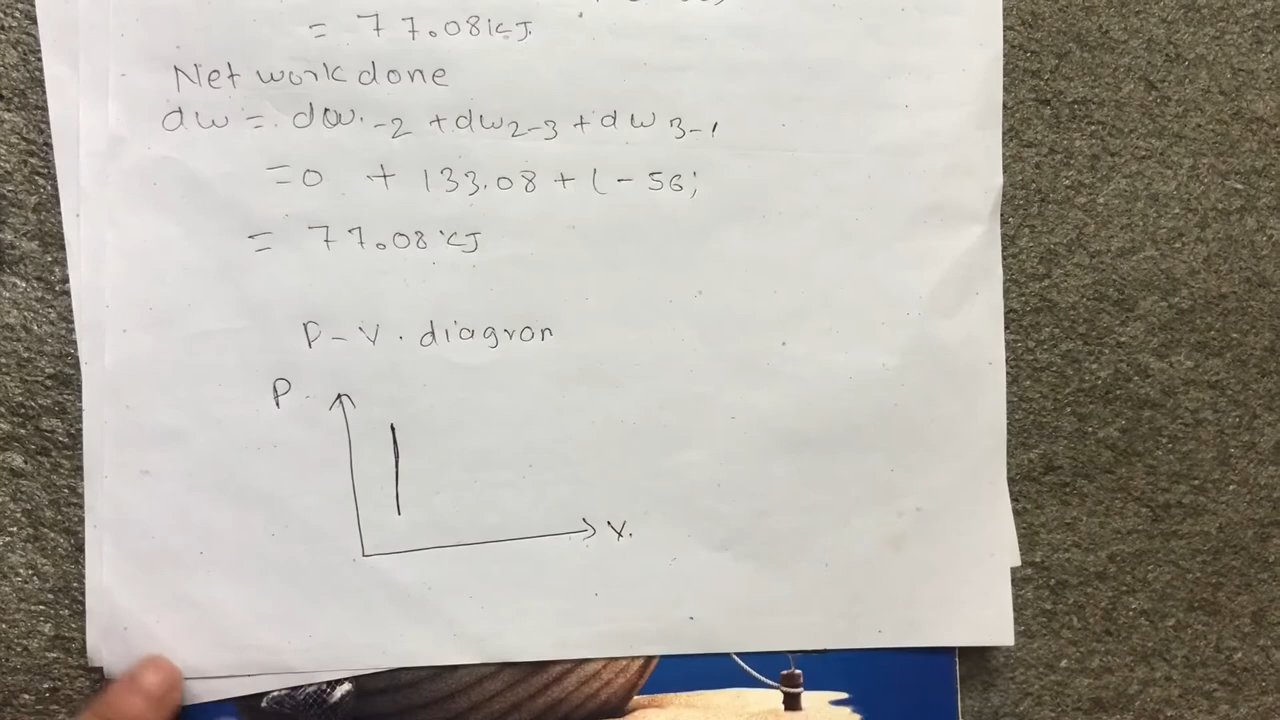 = 77.08KJ.
Net work done
dw = dw1-2 + dw2-3 + dw3-1
= 0 + 133.08 + (-56)
= 77.08KJ
P-V. diagram
P
V.